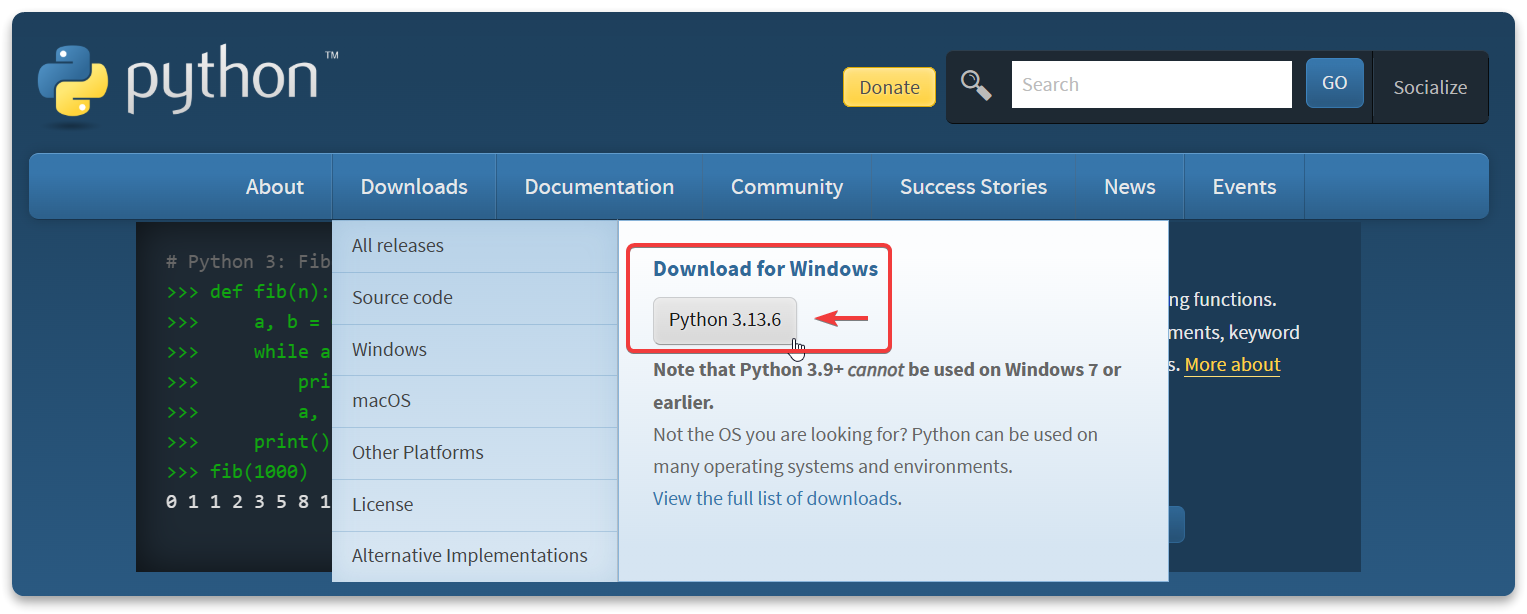 python™
Donate
Search
GO
Socialize
About
Downloads
Documentation
Community
Success Stories
News
Events
# Python 3: Fib
>>> def fib(n):
>>>     a, b =
>>>     while a
>>>         pri
>>>         a,
>>>     print()
>>> fib(1000)
0 1 1 2 3 5 8 1
All releases
Source code
Windows
macOS
Other Platforms
License
Alternative Implementations
Download for Windows
Python 3.13.6
Note that Python 3.9+ cannot be used on Windows 7 or
earlier.
Not the OS you are looking for? Python can be used on
many operating systems and environments.
View the full list of downloads.
ng functions.
ments, keyword
s. More about